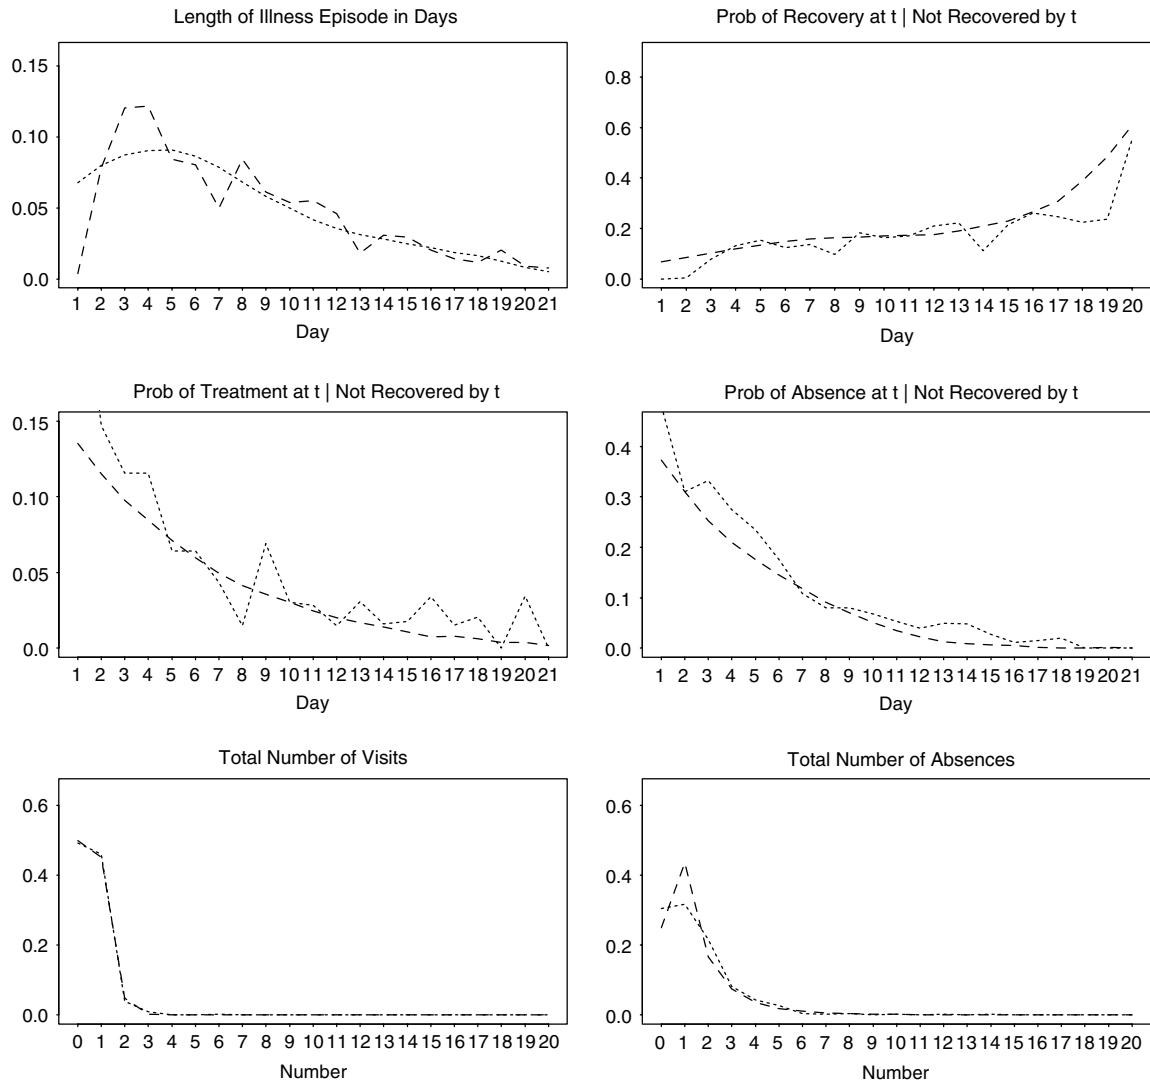 Length of Illness Episode in Days
0.15
0.10
0.05
0.0
1 2 3 4 5 6 7 8 9 10 11 12 13 14 15 16 17 18 19 20 21
Day
Prob of Recovery at t | Not Recovered by t
0.8
0.6
0.4
0.2
0.0
1 2 3 4 5 6 7 8 9 10 11 12 13 14 15 16 17 18 19 20
Day
Prob of Treatment at t | Not Recovered by t
0.15
0.10
0.05
0.0
1 2 3 4 5 6 7 8 9 10 11 12 13 14 15 16 17 18 19 20 21
Day
Prob of Absence at t | Not Recovered by t
0.4
0.3
0.2
0.1
0.0
1 2 3 4 5 6 7 8 9 10 11 12 13 14 15 16 17 18 19 20 21
Day
Total Number of Visits
0.6
0.4
0.2
0.0
0 1 2 3 4 5 6 7 8 9 10 11 12 13 14 15 16 17 18 19 20
Number
Total Number of Absences
0.6
0.4
0.2
0.0
0 1 2 3 4 5 6 7 8 9 10 11 12 13 14 15 16 17 18 19 20
Number